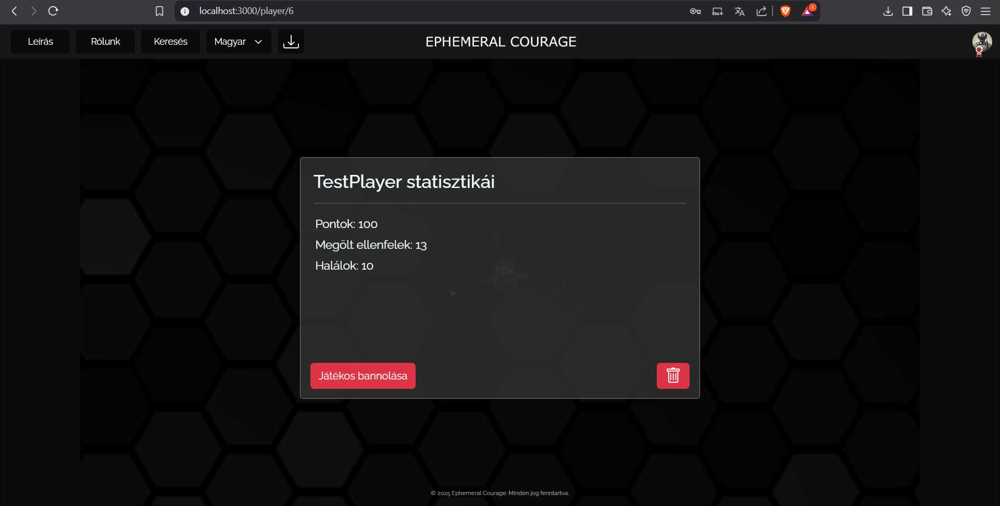 localhost:3000/player/6
1
Leírás
Rólunk
Keresés
Magyar
EPHEMERAL COURAGE
TestPlayer statisztikái
Pontok: 100
Megölt ellenfelek: 13
Halálok: 10
Játékos bannolása
© 2025 Ephemeral Courage. Minden jog fenntartva.